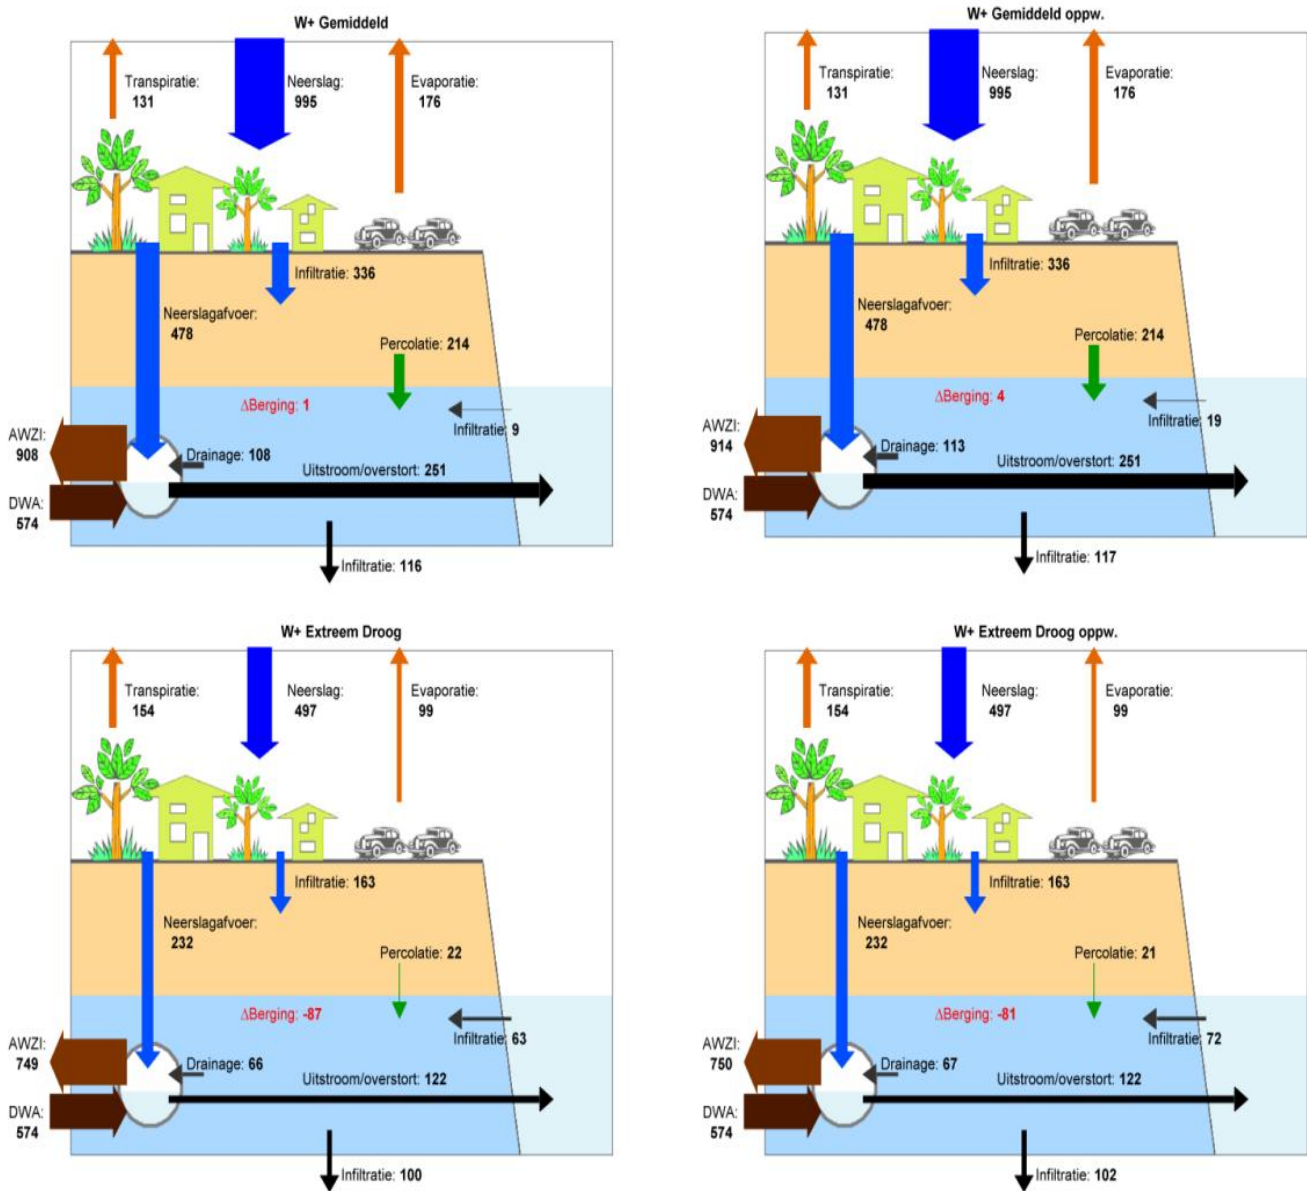 W+ Gemiddeld
Transpiratie:
131
Neerslag:
995
Evaporatie:
176
Infiltratie: 336
Neerslagafvoer:
478
Percolatie: 214
ΔBerging: 1
Infiltratie: 9
AWZI:
908
Drainage: 108
Uitstroom/overstort: 251
DWA:
574
Infiltratie: 116
W+ Gemiddeld oppw.
Transpiratie:
131
Neerslag:
995
Evaporatie:
176
Infiltratie: 336
Neerslagafvoer:
478
Percolatie: 214
ΔBerging: 4
Infiltratie: 19
AWZI:
914
Drainage: 113
Uitstroom/overstort: 251
DWA:
574
Infiltratie: 117
W+ Extreem Droog
Transpiratie:
154
Neerslag:
497
Evaporatie:
99
Infiltratie: 163
Neerslagafvoer:
232
Percolatie: 22
ΔBerging: -87
Infiltratie: 63
AWZI:
749
Drainage: 66
Uitstroom/overstort: 122
DWA:
574
Infiltratie: 100
W+ Extreem Droog oppw.
Transpiratie:
154
Neerslag:
497
Evaporatie:
99
Infiltratie: 163
Neerslagafvoer:
232
Percolatie: 21
ΔBerging: -81
Infiltratie: 72
AWZI:
750
Drainage: 67
Uitstroom/overstort: 122
DWA:
574
Infiltratie: 102